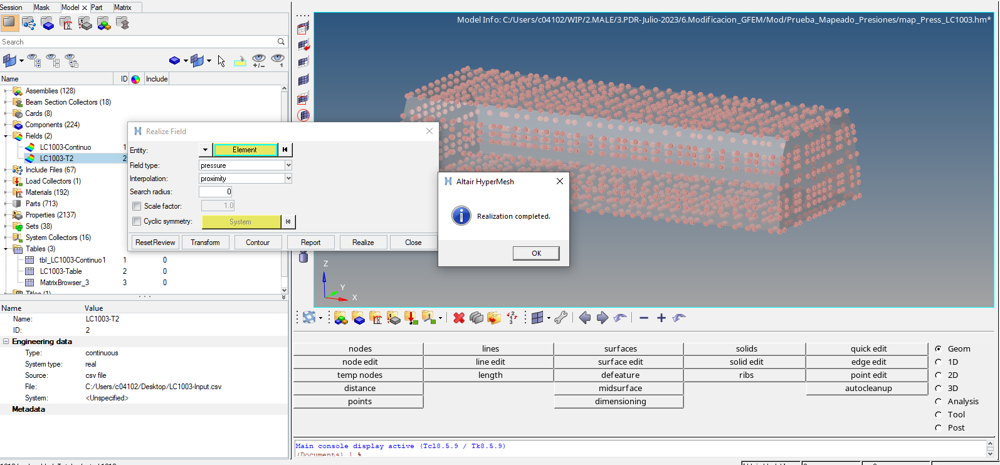 Session Mask Model Part Matrix
Search
Name ID Include
Assemblies (128)
Beam Section Collectors (18)
Cards (8)
Components (224)
Fields (2)
LC1003-Continuo 1
LC1003-T2 2
Include Files (67)
Load Collectors (1)
Materials (192)
Parts (713)
Properties (2137)
Sets (38)
System Collectors (16)
Tables (3)
tbl_LC1003-Continuo1 1 0
LC1003-Table 2 0
MatrixBrowser_3 3 0
Titles (1)
Name Value
Name: LC1003-T2
ID: 2
Engineering data
Type: continuous
System type: real
Source: csv file
File: C:/Users/c04102/Desktop/LC1003-Input.csv
System: <Unspecified>
Metadata
Model Info: C:/Users/c04102/WIP/2.MALE/3.PDR-Julio-2023/6.Modificacion_GFEM/Mod/Prueba_Mapeado_Presiones/map_Press_LC1003.hm*
Realize Field
Entity: Element
Field type: pressure
Interpolation: proximity
Search radius: 0
Scale factor: 1.0
Cyclic symmetry: System
ResetReview Transform Contour Report Realize Close
Altair HyperMesh
Realization completed.
OK
Z
Y
X
nodes lines surfaces solids quick edit Geom
node edit line edit surface edit solid edit edge edit 1D
temp nodes length defeature ribs point edit 2D
distance midsurface autocleanup 3D
points dimensioning Analysis
Tool
Post
Main console display active (Tcl8.5.9 / Tk8.5.9)
(Documents) 1 %